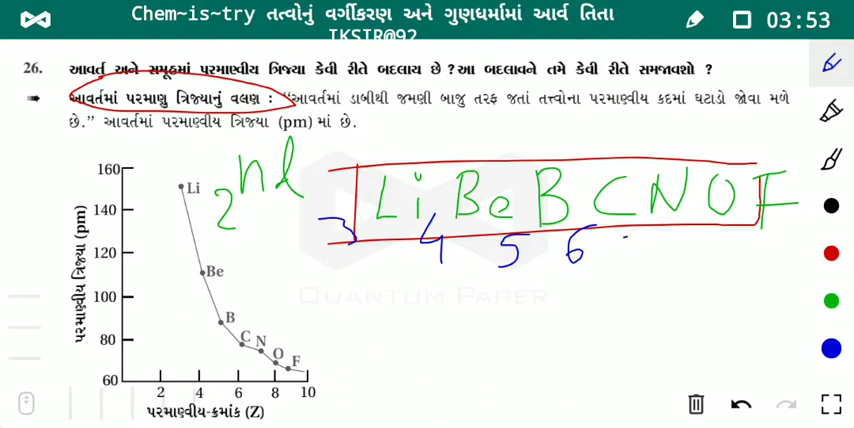 Chem~is~try તત્વોનું વર્ગીકરણ અને ગુણધર્મોમાં આર્વતિતા
IKSIR@92
03:53
26. આવર્ત અને સમૂહમાં પરમાણ્વીય ત્રિજ્યા કેવી રીતે બદલાય છે ? આ બદલાવને તમે કેવી રીતે સમજાવશો ?
➠ આવર્તમાં પરમાણુ ત્રિજ્યાનું વલણ : “આવર્તમાં ડાબીથી જમણી બાજુ તરફ જતાં તત્ત્વોના પરમાણ્વીય કદમાં ઘટાડો જોવા મળે
છે.” આવર્તમાં પરમાણ્વીય ત્રિજ્યા (pm) માં છે.
2nd
Li Be B C N O F
3 4 5 6
QUANTUM PAPER
પરમાણ્વીય ત્રિજ્યા (pm)
160
140
120
100
80
60
Li
Be
B
C
N
O
F
2 4 6 8 10
પરમાણ્વીય-ક્રમાંક (Z)